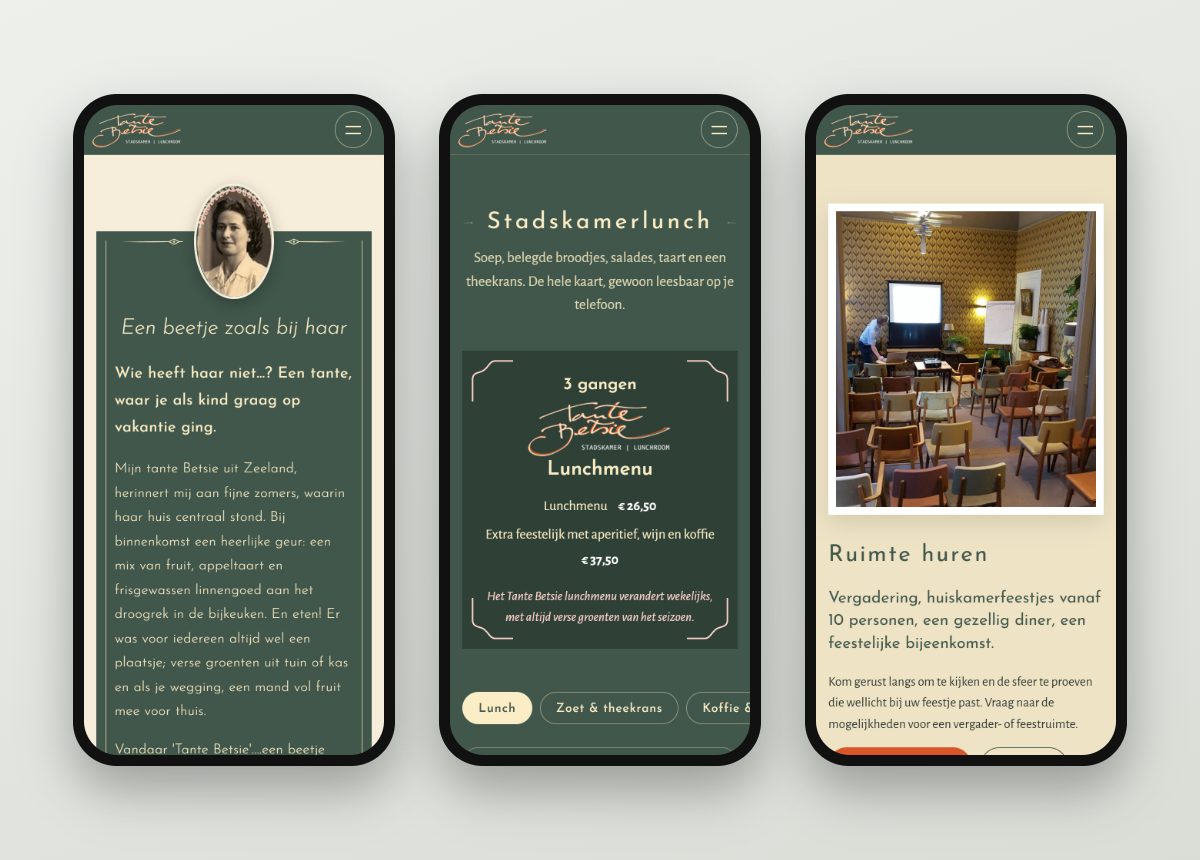 Tante
Betsie
STADSKAMER | LUNCHROOM
Een beetje zoals bij haar
Wie heeft haar niet...? Een tante,
waar je als kind graag op
vakantie ging.
Mijn tante Betsie uit Zeeland,
herinnert mij aan fijne zomers, waarin
haar huis centraal stond. Bij
binnenkomst een heerlijke geur: een
mix van fruit, appeltaart en
frisgewassen linnengoed aan het
droogrek in de bijkeuken. En eten! Er
was voor iedereen altijd wel een
plaatsje; verse groenten uit tuin of kas
en als je wegging, een mand vol fruit
mee voor thuis.
Vandaar 'Tante Betsie'...een beetje
Tante
Betsie
STADSKAMER | LUNCHROOM
Stadskamerlunch
Soep, belegde broodjes, salades, taart en een
theekrans. De hele kaart, gewoon leesbaar op je
telefoon.
3 gangen
Tante
Betsie
STADSKAMER | LUNCHROOM
Lunchmenu
Lunchmenu € 26,50
Extra feestelijk met aperitief, wijn en koffie
€ 37,50
Het Tante Betsie lunchmenu verandert wekelijks,
met altijd verse groenten van het seizoen.
Lunch Zoet & theekrans Koffie &
Tante
Betsie
STADSKAMER | LUNCHROOM
Ruimte huren
Vergadering, huiskamerfeestjes vanaf
10 personen, een gezellig diner, een
feestelijke bijeenkomst.
Kom gerust langs om te kijken en de sfeer te proeven
die wellicht bij uw feestje past. Vraag naar de
mogelijkheden voor een vergader- of feestruimte.